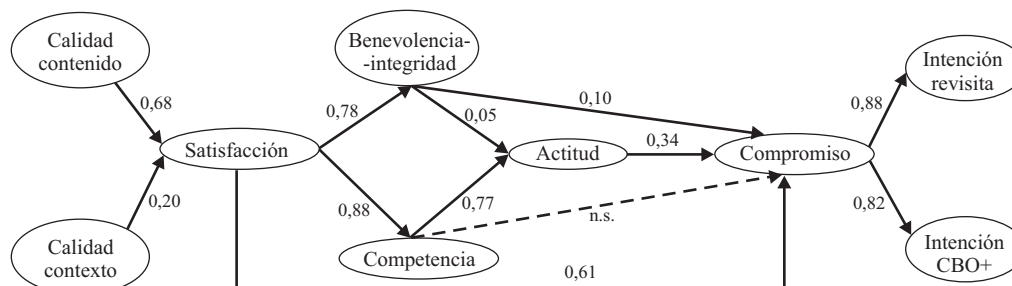 Calidad
contenido
Benevolencia-
-integridad
Intención
revisita
0,68
0,78
0,05
0,10
0,88
Satisfacción
Actitud
0,34
Compromiso
0,20
0,88
0,77
n.s.
0,82
Calidad
contexto
Competencia
0,61
Intención
CBO+